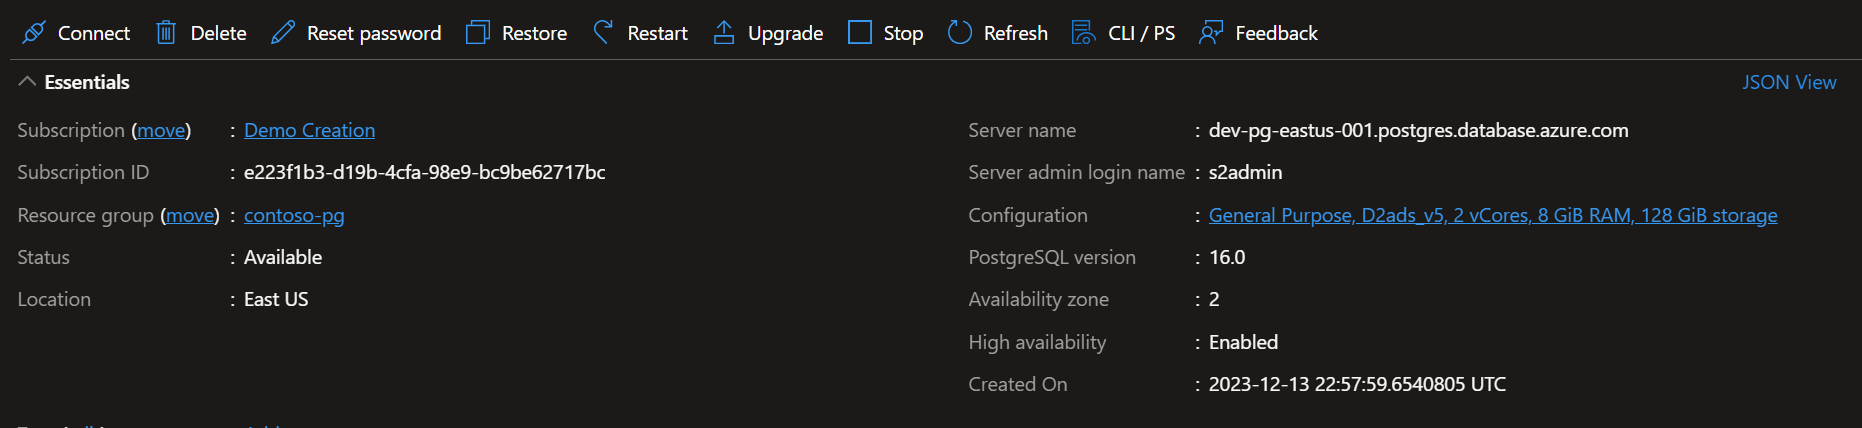 Connect Delete Reset password Restore Restart Upgrade Stop Refresh CLI / PS Feedback
Essentials JSON View
Subscription (move) : Demo Creation
Subscription ID : e223f1b3-d19b-4cfa-98e9-bc9be62717bc
Resource group (move) : contoso-pg
Status : Available
Location : East US
Server name : dev-pg-eastus-001.postgres.database.azure.com
Server admin login name : s2admin
Configuration : General Purpose, D2ads_v5, 2 vCores, 8 GiB RAM, 128 GiB storage
PostgreSQL version : 16.0
Availability zone : 2
High availability : Enabled
Created On : 2023-12-13 22:57:59.6540805 UTC